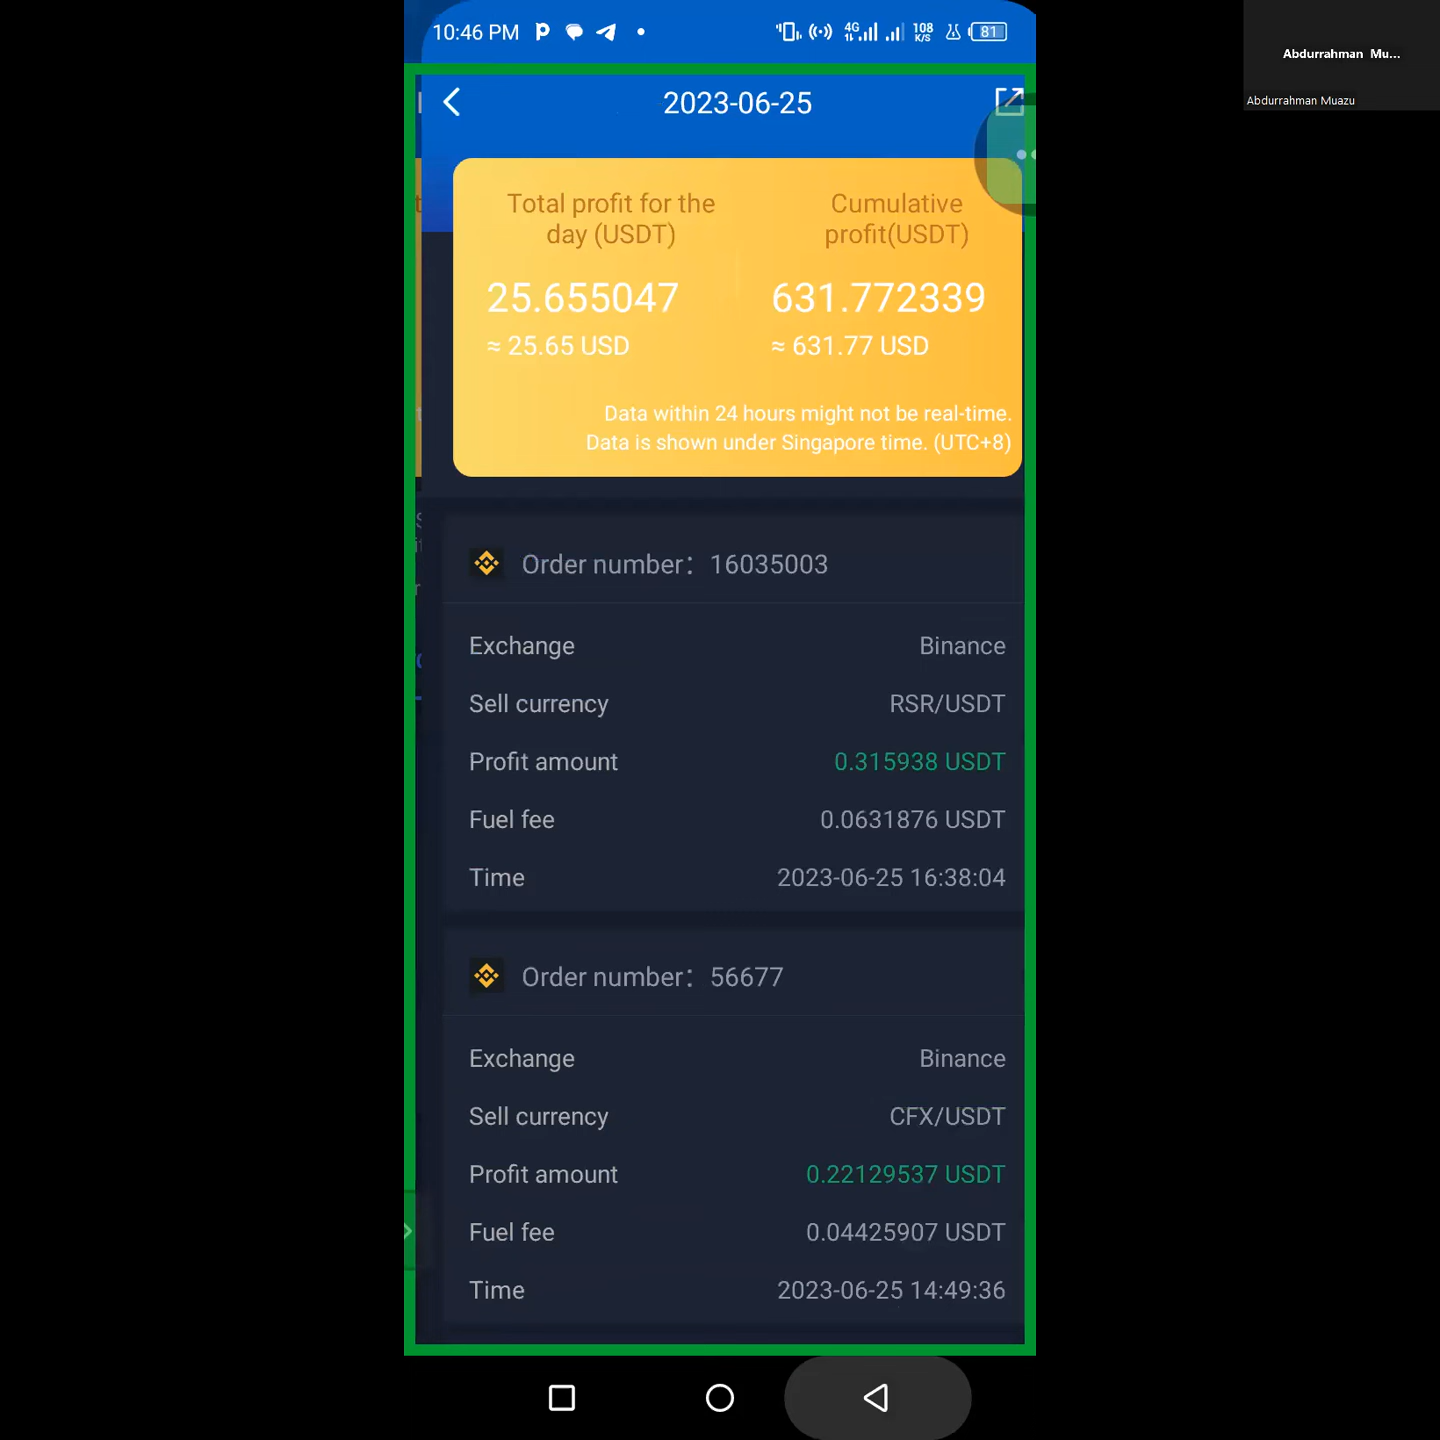 10:46 PM
4G
108
K/S
81
Abdurrahman Mu...
Abdurrahman Muazu
2023-06-25
Total profit for the
day (USDT)
25.655047
≈ 25.65 USD
Cumulative
profit(USDT)
631.772339
≈ 631.77 USD
Data within 24 hours might not be real-time.
Data is shown under Singapore time. (UTC+8)
Order number：16035003
Exchange Binance
Sell currency RSR/USDT
Profit amount 0.315938 USDT
Fuel fee 0.0631876 USDT
Time 2023-06-25 16:38:04
Order number：56677
Exchange Binance
Sell currency CFX/USDT
Profit amount 0.22129537 USDT
Fuel fee 0.04425907 USDT
Time 2023-06-25 14:49:36